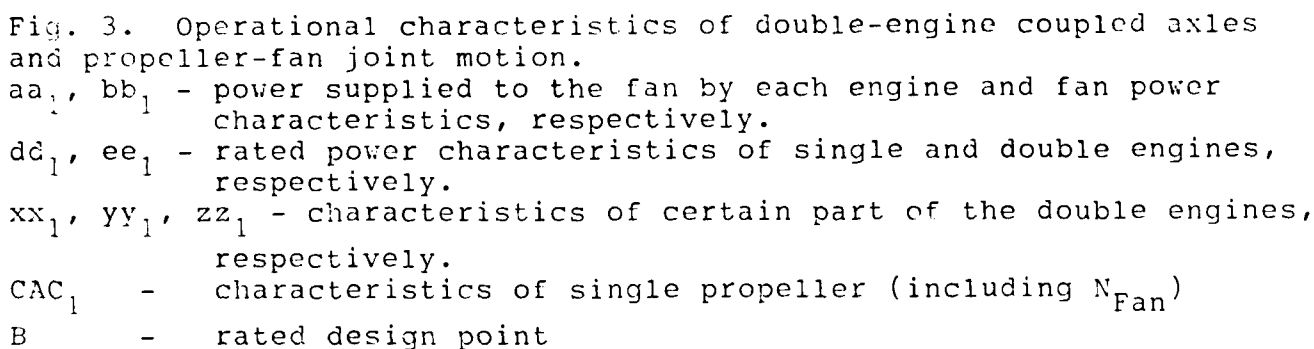 Fig. 3. Operational characteristics of double-engine coupled axles
and propeller-fan joint motion.
aa₁, bb₁ - power supplied to the fan by each engine and fan power
characteristics, respectively.
dd₁, ee₁ - rated power characteristics of single and double engines,
respectively.
xx₁, yy₁, zz₁ - characteristics of certain part of the double engines,
respectively.
CAC₁ - characteristics of single propeller (including N_Fan)
B - rated design point